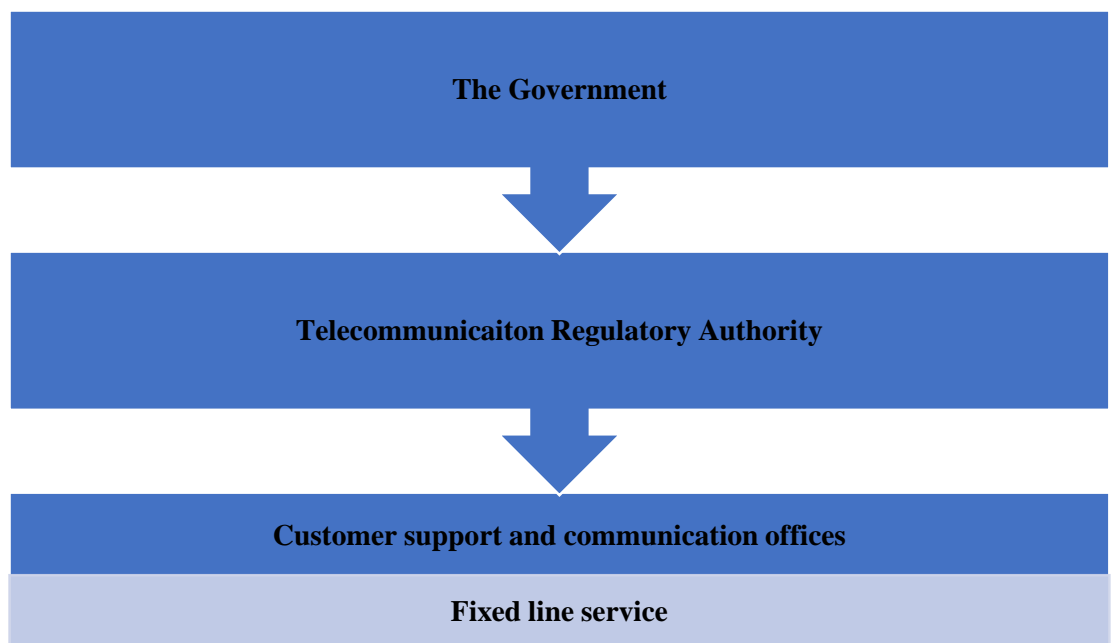 The Government
Telecommunicaiton Regulatory Authority
Customer support and communication offices
Fixed line service